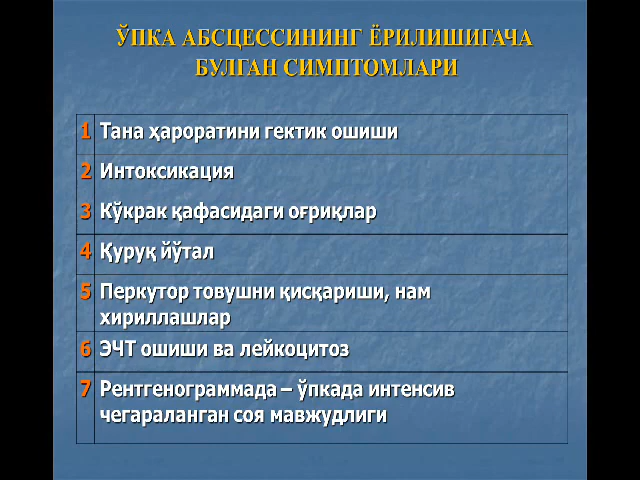 ЎПКА АБСЦЕССИНИНГ ЁРИЛИШИГАЧА
БУЛГАН СИМПТОМЛАРИ
1 Тана ҳароратини гектик ошиши
2 Интоксикация
3 Кўкрак қафасидаги оғриқлар
4 Қуруқ йўтал
5 Перкутор товушни қисқариши, нам
хириллашлар
6 ЭЧТ ошиши ва лейкоцитоз
7 Рентгенограммада – ўпкада интенсив
чегараланган соя мавжудлиги